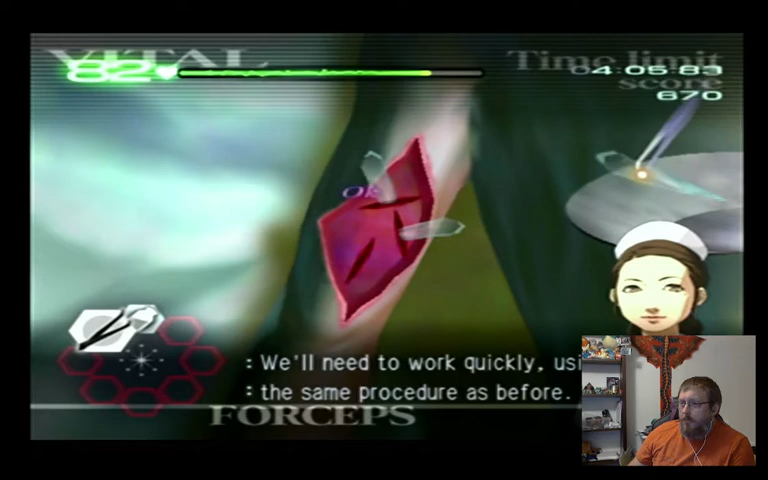 VITAL
Time limit
82
04:05:83
score
670
OK
: We'll need to work quickly, usi
: the same procedure as before.
FORCEPS